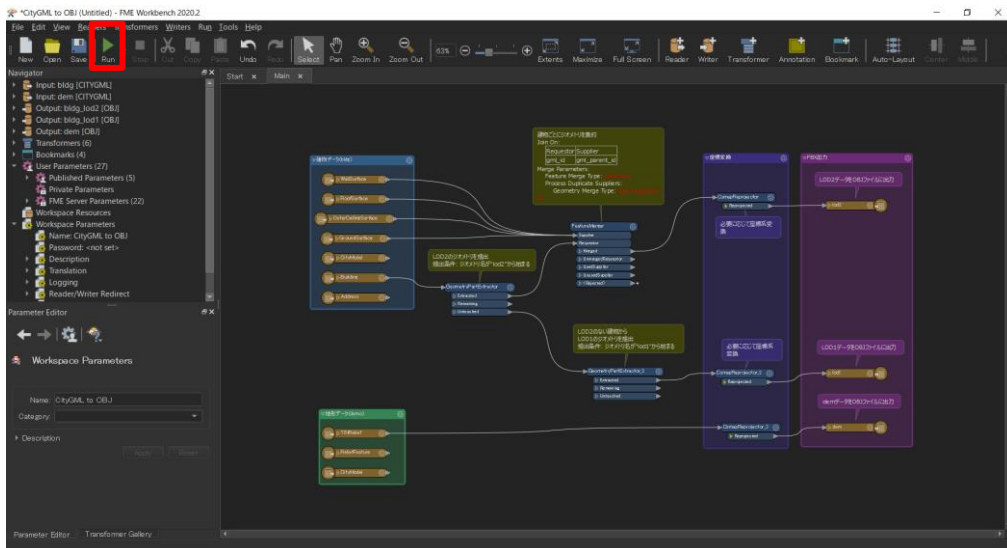 *CityGML to OBJ (Untitled) - FME Workbench 2020.2
File Edit View Readers Transformers Writers Run Tools Help
New Open Save Run Stop Cut Copy Paste Undo Redo Select Pan Zoom In Zoom Out 63% Extents Maximize Full Screen Reader Writer Transformer Annotation Bookmark Auto-Layout Center Middle
Navigator
Start Main
Input: bldg [CITYGML]
Input: dem [CITYGML]
Output: bldg_lod2 [OBJ]
Output: bldg_lod1 [OBJ]
Output: dem [OBJ]
Transformers (6)
Bookmarks (4)
User Parameters (27)
Published Parameters (5)
Private Parameters
FME Server Parameters (22)
Workspace Resources
Workspace Parameters
Name: CityGML to OBJ
Password: <not set>
Description
Translation
Logging
Reader/Writer Redirect
Parameter Editor
Workspace Parameters
Name: CityGML to OBJ
Category:
Description
Apply Reset
Parameter Editor Transformer Gallery
WallSurface
RoofSurface
OuterCeilingSurface
GroundSurface
CityModel
Building
Address
LOD2のジオメトリを抽出
抽出条件: ジオメトリ名が"lod2"から始まる
GeometryPartExtractor
Extracted
Remaining
Untouched
建物ごとにジオメトリを集約
Join On:
Requestor Supplier
gml_id gml_parent_id
Merge Parameters:
Feature Merge Type:
Process Duplicate Suppliers:
Geometry Merge Type:
FeatureMerger
Supplier
Requestor
Merged
UnmergedRequestor
UsedSupplier
UnusedSupplier
<Rejected>
LOD2のない建物から
LOD1のジオメトリを抽出
抽出条件: ジオメトリ名が"lod1"から始まる
GeometryPartExtractor_2
Extracted
Remaining
Untouched
座標変換
CsmapReprojector
Reprojected
必要に応じて座標系変
換
必要に応じて座標系
変換
Reprojected
CsmapReprojector_2
Reprojected
LOD2データをOBJファイルに出力
LOD1データをOBJファイルに出力
demデータをOBJファイルに出力
dem
TINRelief
ReliefFeature
CityModel